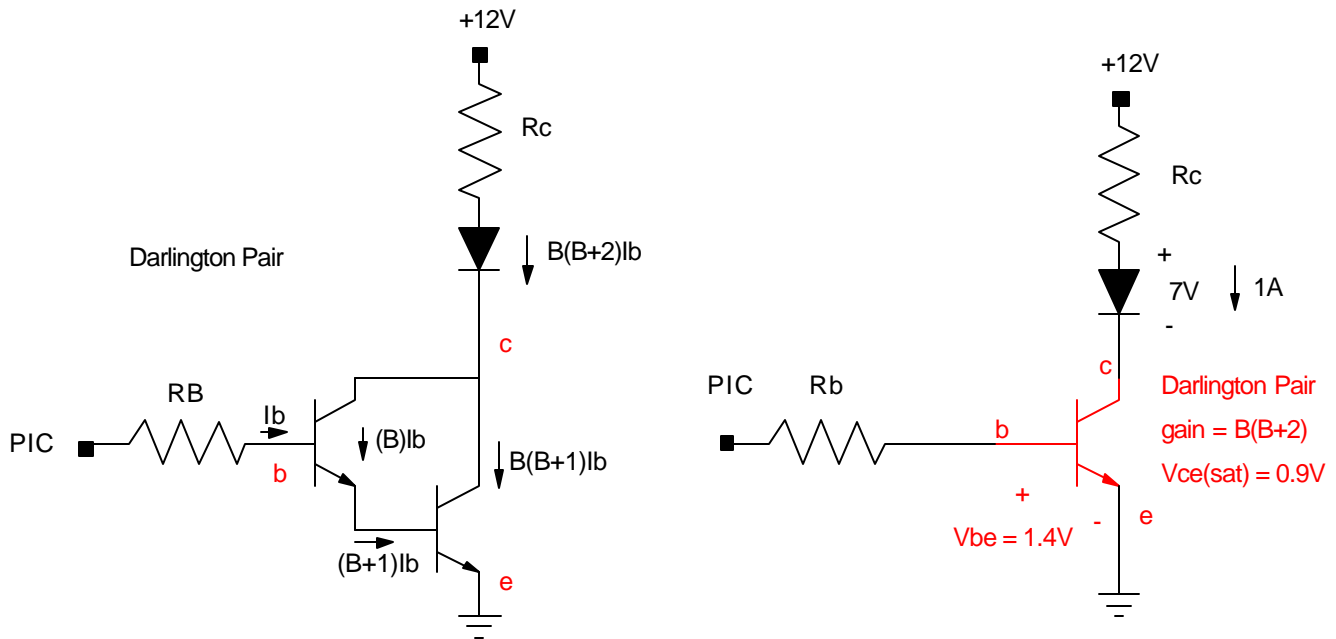 +12V
Rc
Darlington Pair
B(B+2)Ib
c
RB
Ib
PIC
b
(B)Ib
B(B+1)Ib
(B+1)Ib
e
+12V
Rc
+
7V
1A
-
c
PIC
Rb
Darlington Pair
b
gain = B(B+2)
Vce(sat) = 0.9V
+
-
e
Vbe = 1.4V